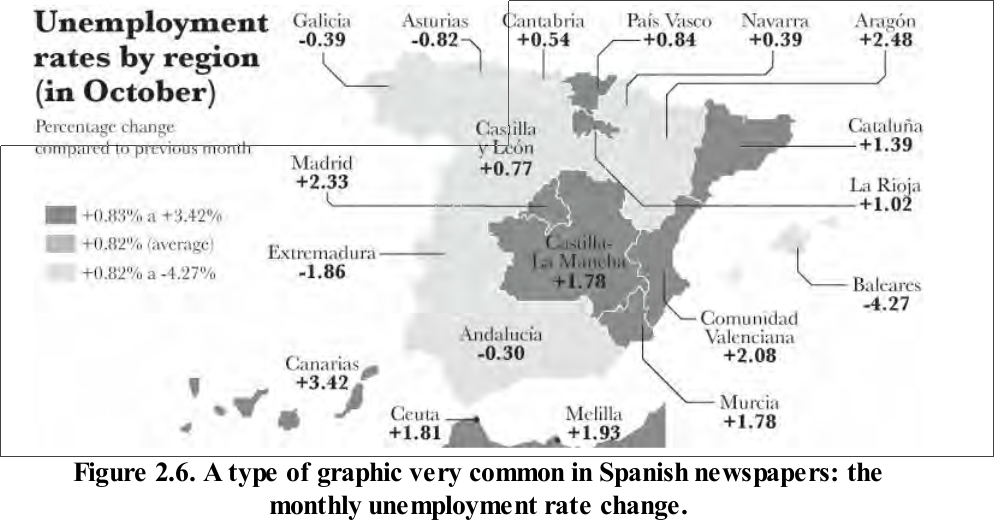 Unemployment
rates by region
(in October)
Percentage change
compared to previous month
+0.83% a +3.42%
+0.82% (average)
+0.82% a -4.27%
Galicia
-0.39
Asturias
-0.82
Cantabria
+0.54
País Vasco
+0.84
Navarra
+0.39
Aragón
+2.48
Castilla
y León
+0.77
Cataluña
+1.39
Madrid
+2.33
La Rioja
+1.02
Extremadura
-1.86
Castilla-
La Mancha
+1.78
Baleares
-4.27
Comunidad
Valenciana
+2.08
Andalucía
-0.30
Canarias
+3.42
Murcia
+1.78
Ceuta
+1.81
Melilla
+1.93
Figure 2.6. A type of graphic very common in Spanish newspapers: the
monthly unemployment rate change.